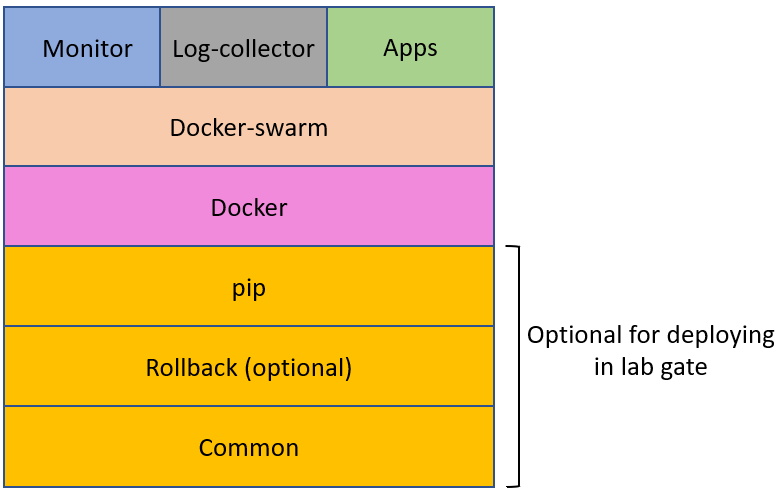 Monitor
Log-collector
Apps
Docker-swarm
Docker
pip
Rollback (optional)
Common
Optional for deploying
in lab gate